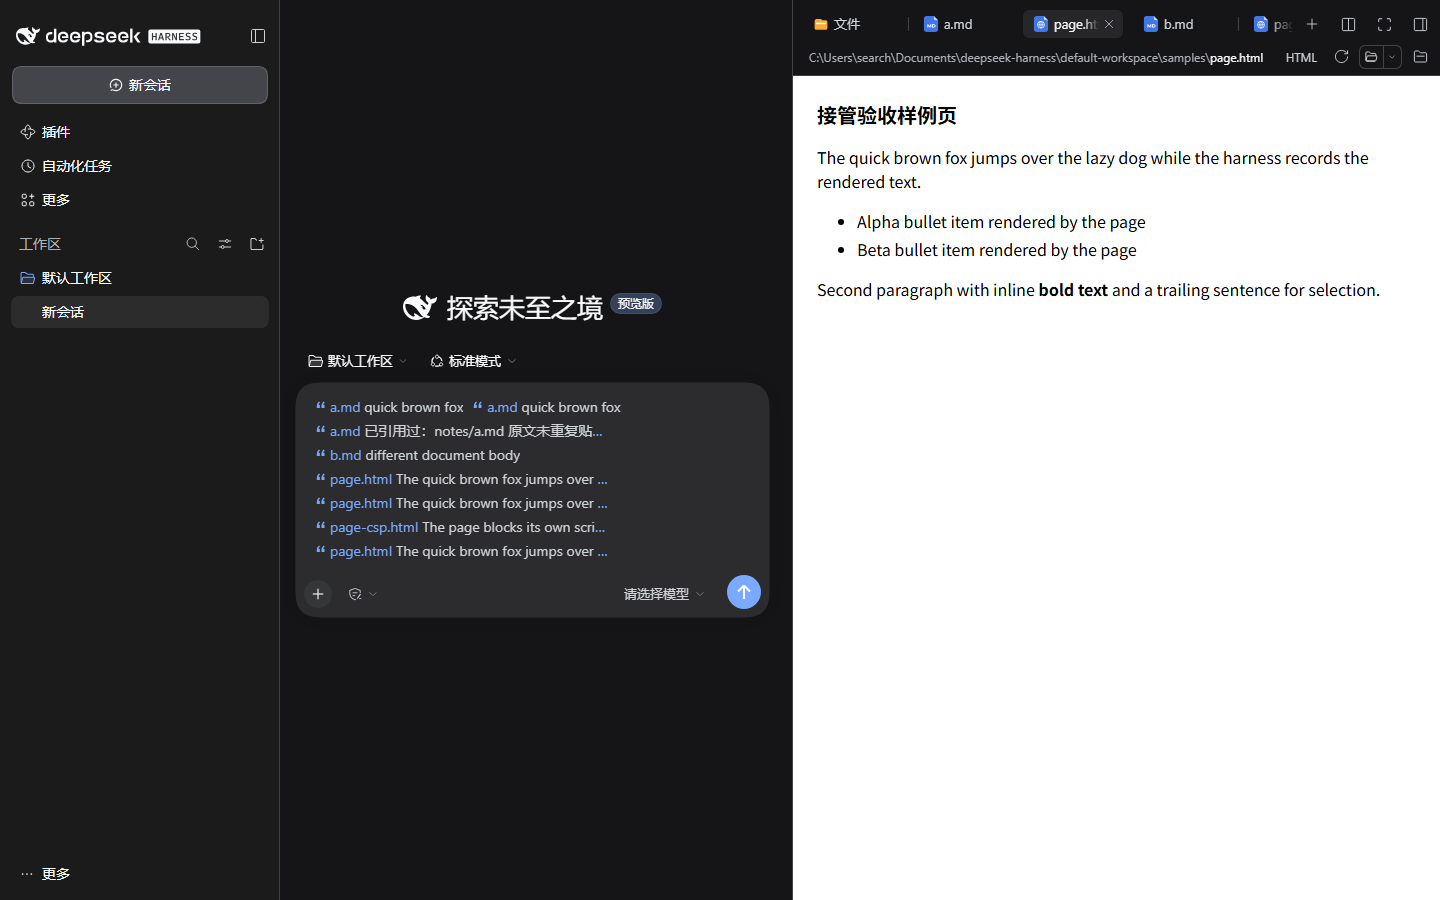 deepseek HARNESS
新会话
插件
自动化任务
更多
工作区
默认工作区
新会话
更多
探索未至之境 预览版
默认工作区 标准模式
a.md quick brown fox a.md quick brown fox
a.md 已引用过：notes/a.md 原文未重复贴...
b.md different document body
page.html The quick brown fox jumps over ...
page.html The quick brown fox jumps over ...
page-csp.html The page blocks its own scri...
page.html The quick brown fox jumps over ...
请选择模型
文件 a.md page.ht b.md pag
C:\Users\search\Documents\deepseek-harness\default-workspace\samples\page.html HTML
接管验收样例页
The quick brown fox jumps over the lazy dog while the harness records the
rendered text.
• Alpha bullet item rendered by the page
• Beta bullet item rendered by the page
Second paragraph with inline bold text and a trailing sentence for selection.